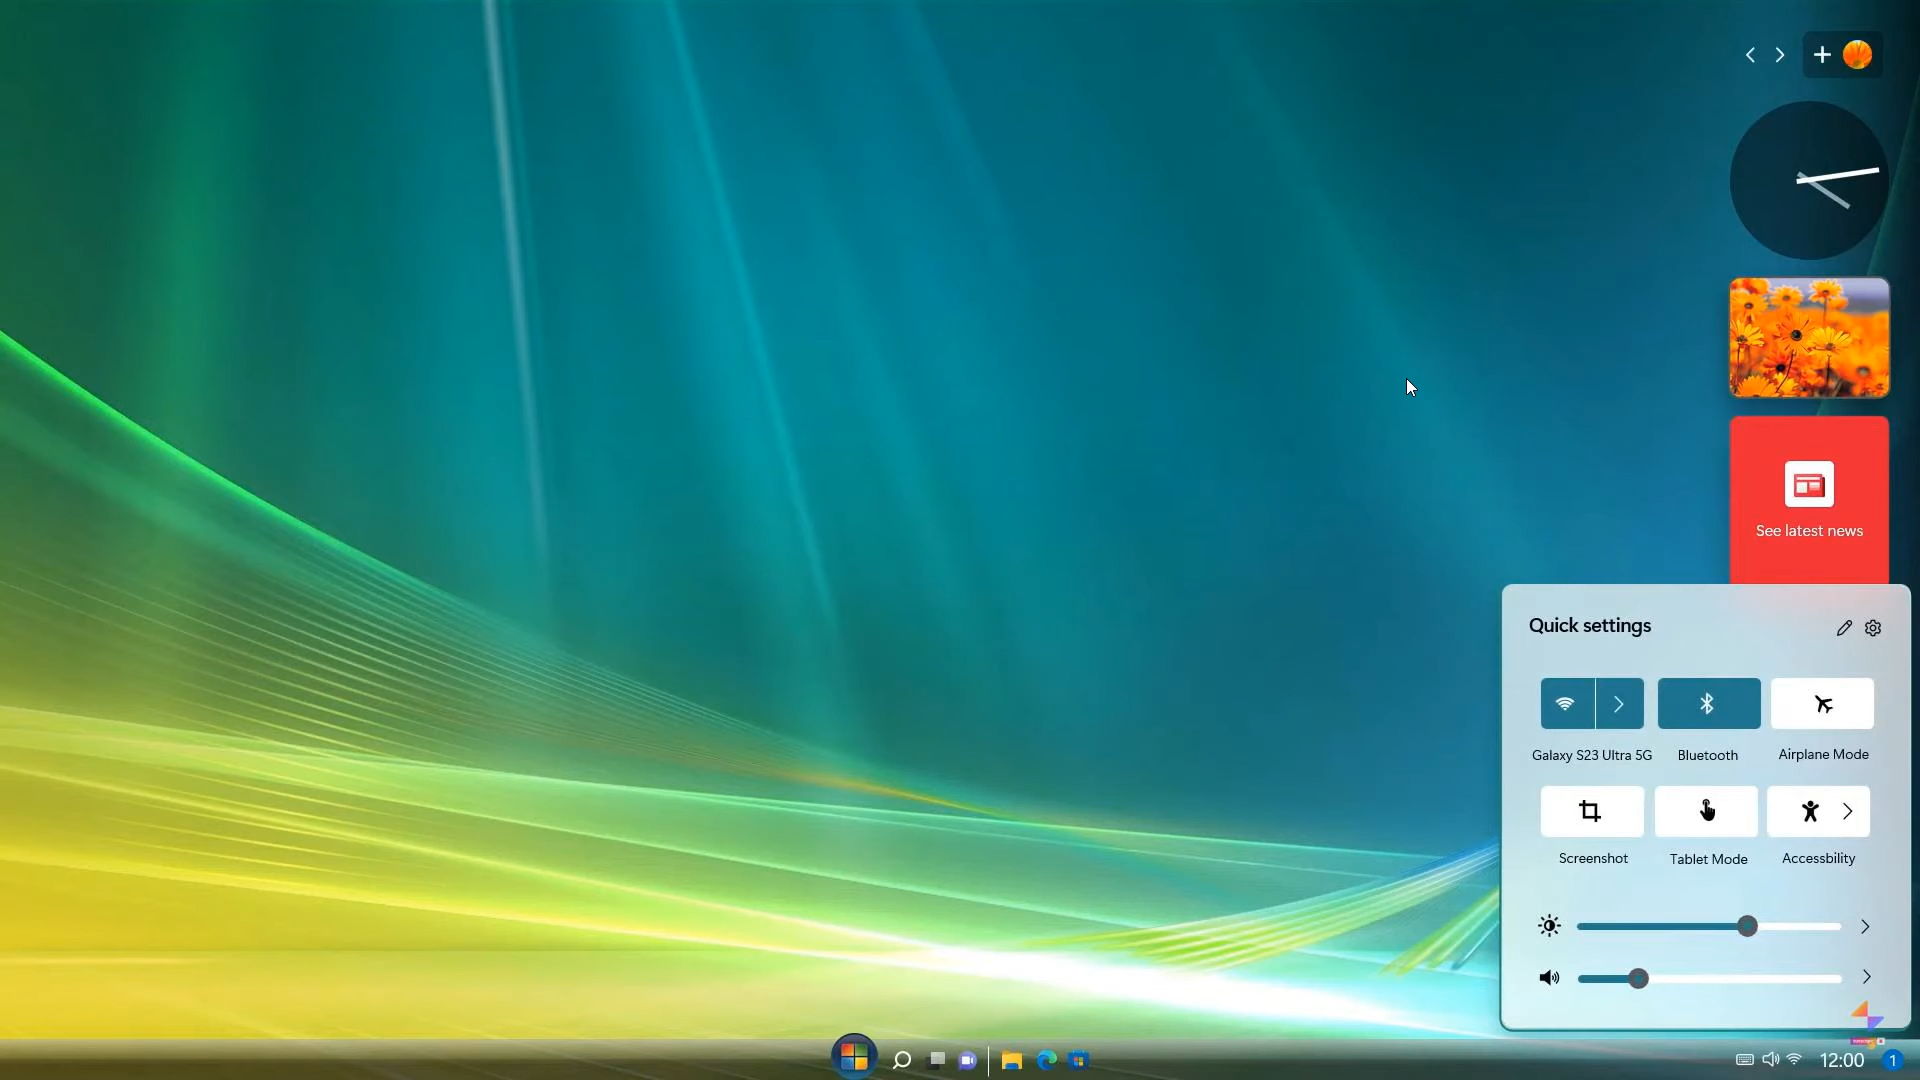 See latest news
Quick settings
Galaxy S23 Ultra 5G
Bluetooth
Airplane Mode
Screenshot
Tablet Mode
Accessbility
12:00
1